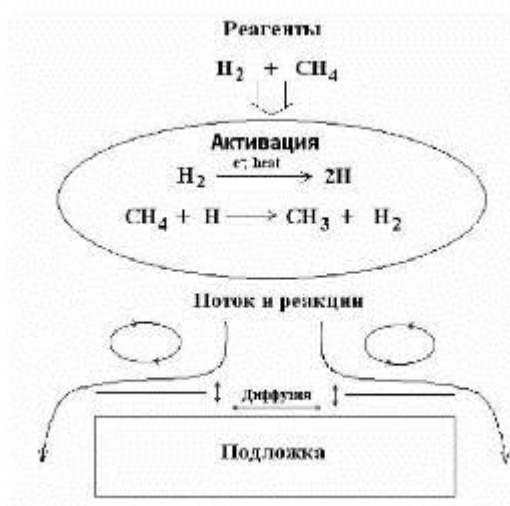 Реагенты
H₂ + CH₄
Активация
e⁻, heat
H₂ ⟶ 2H
CH₄ + H ⟶ CH₃ + H₂
Поток и реакции
Диффузия
Подложка